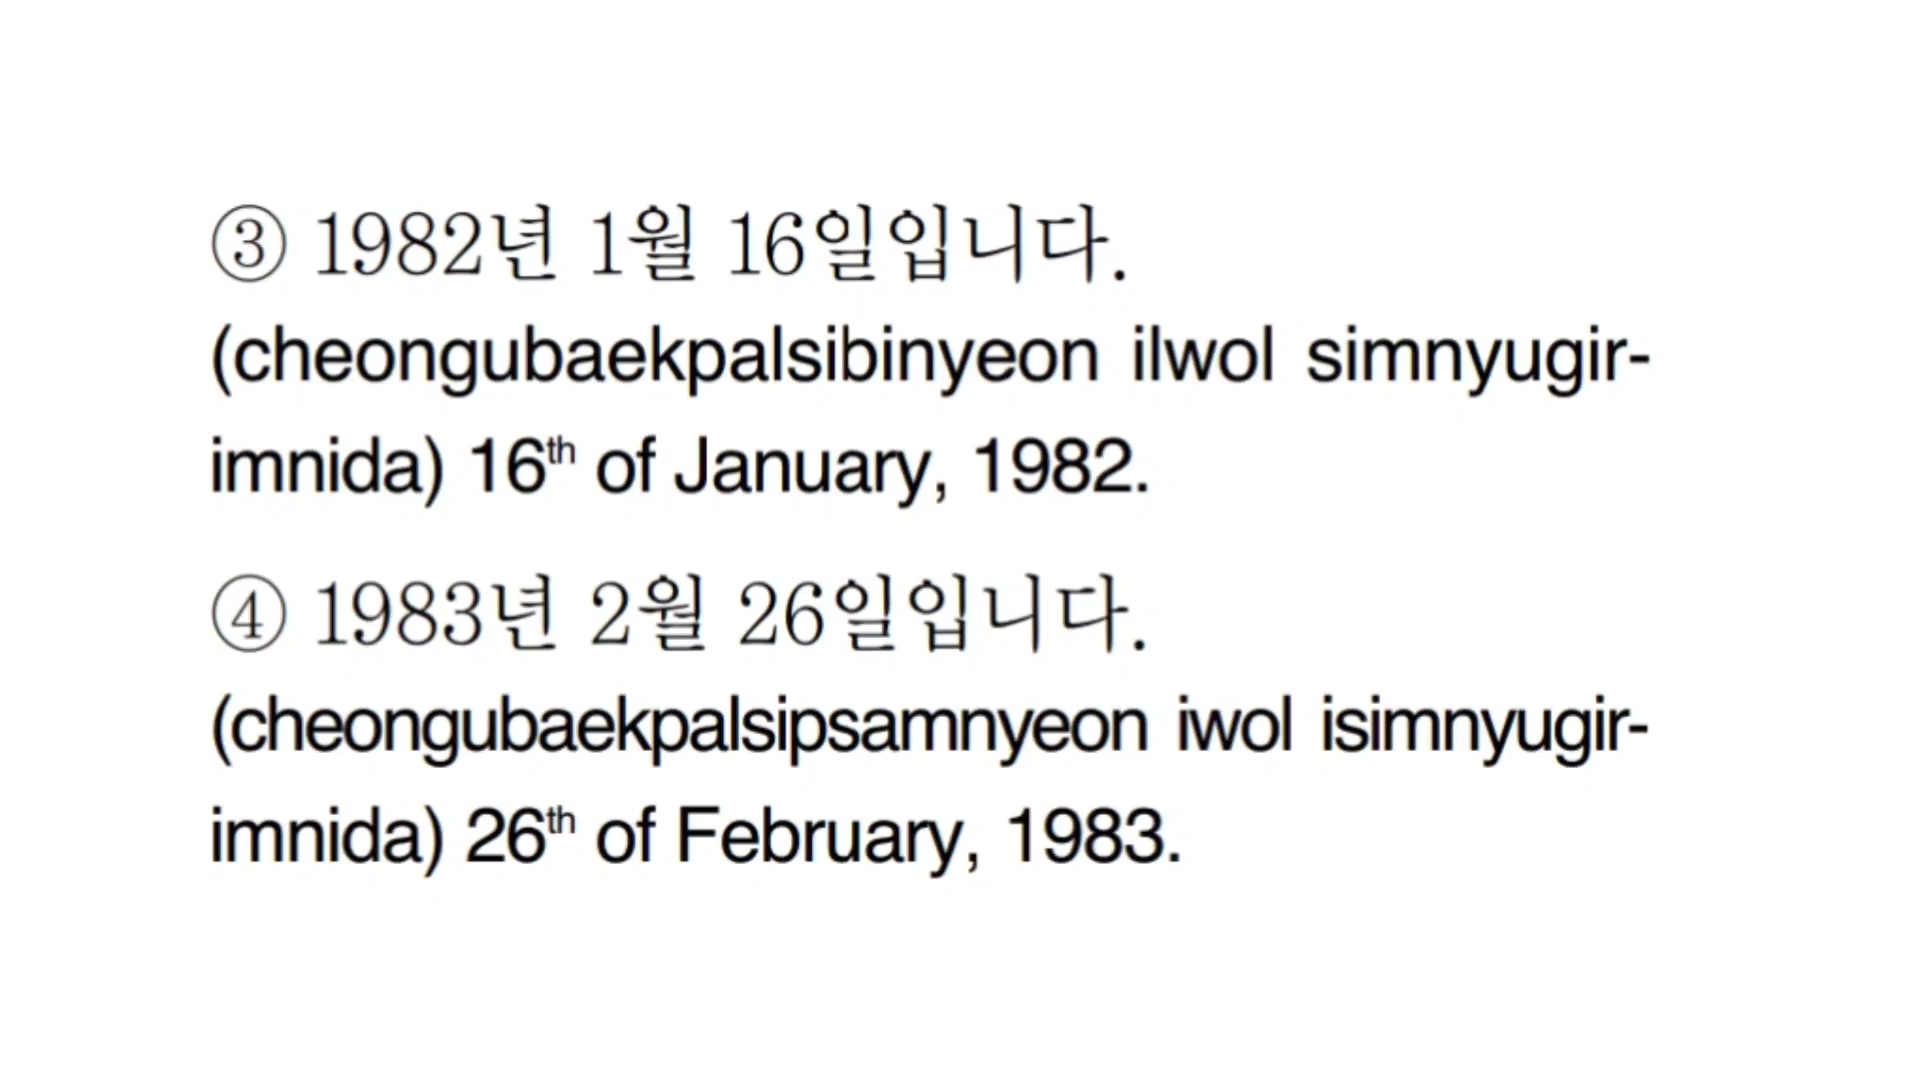 ③ 1982년 1월 16일입니다.
(cheongubaekpalsibinyeon ilwol simnyugir-
imnida) 16th of January, 1982.
④ 1983년 2월 26일입니다.
(cheongubaekpalsipsamnyeon iwol isimnyugir-
imnida) 26th of February, 1983.